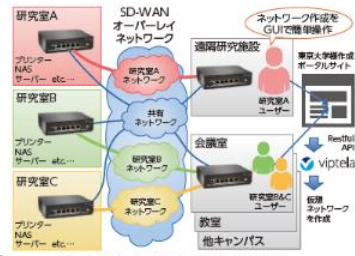 研究室A
プリンター
NAS
サーバー etc...
研究室B
プリンター
NAS
サーバー etc...
研究室C
プリンター
NAS
サーバー etc...
SD-WAN
オーバーレイ
ネットワーク
研究室A
ネットワーク
共有
ネットワーク
研究室B
ネットワーク
研究室C
ネットワーク
遠隔研究施設
研究室A
ユーザー
会議室
研究室B&C
ユーザー
教室
他キャンパス
ネットワーク作成を
GUIで簡単操作
東京大学様作成
ポータルサイト
Restful
API
viptela
仮想
ネットワーク
を作成